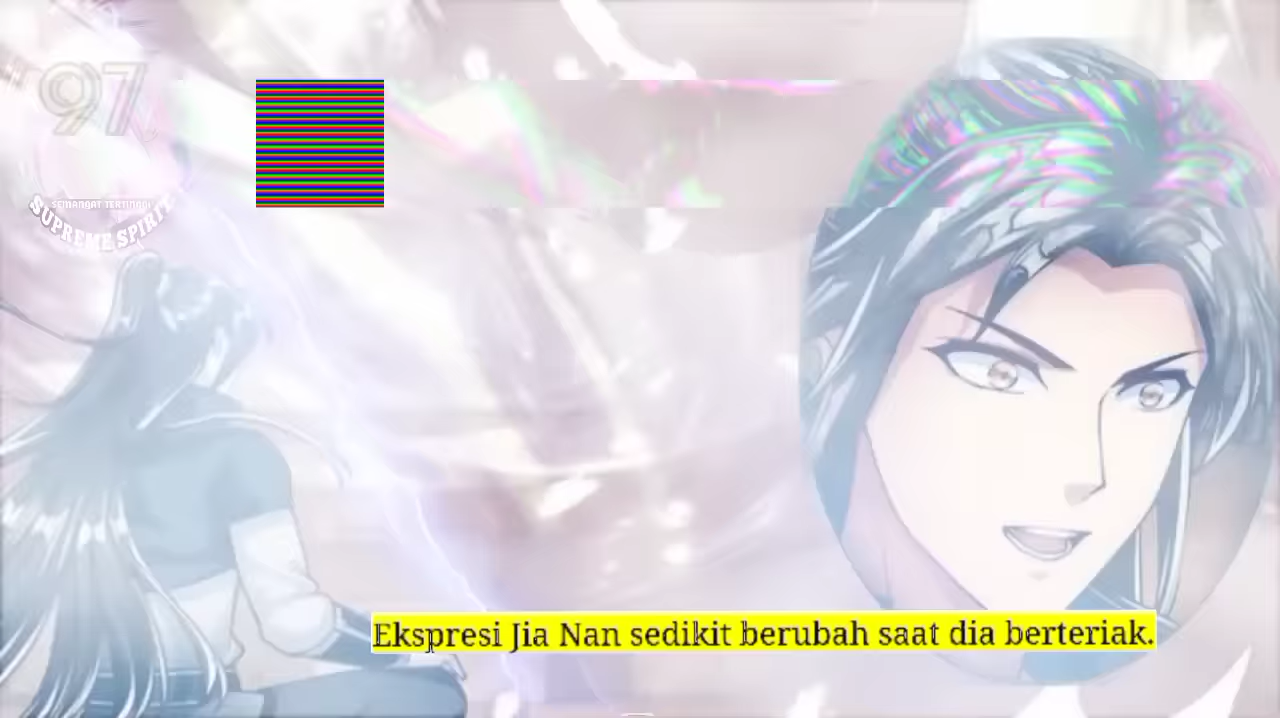 97
SEMANGAT TERTINGGI
SUPREME SPIRIT
Ekspresi Jia Nan sedikit berubah saat dia berteriak.